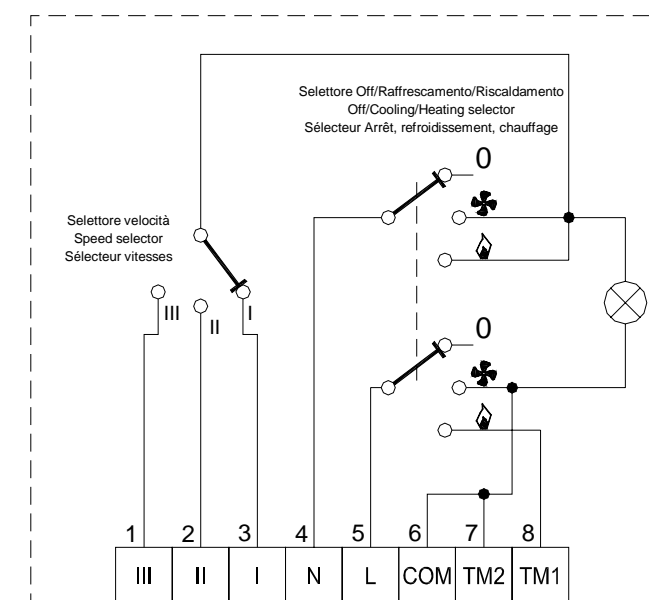 Selettore Off/Raffrescamento/Riscaldamento
Off/Cooling/Heating selector
Sélecteur Arrêt, refroidissement, chauffage
0
Selettore velocità
Speed selector
Sélecteur vitesses
III
II
I
0
1 2 3 4 5 6 7 8
III II I N L COM TM2 TM1